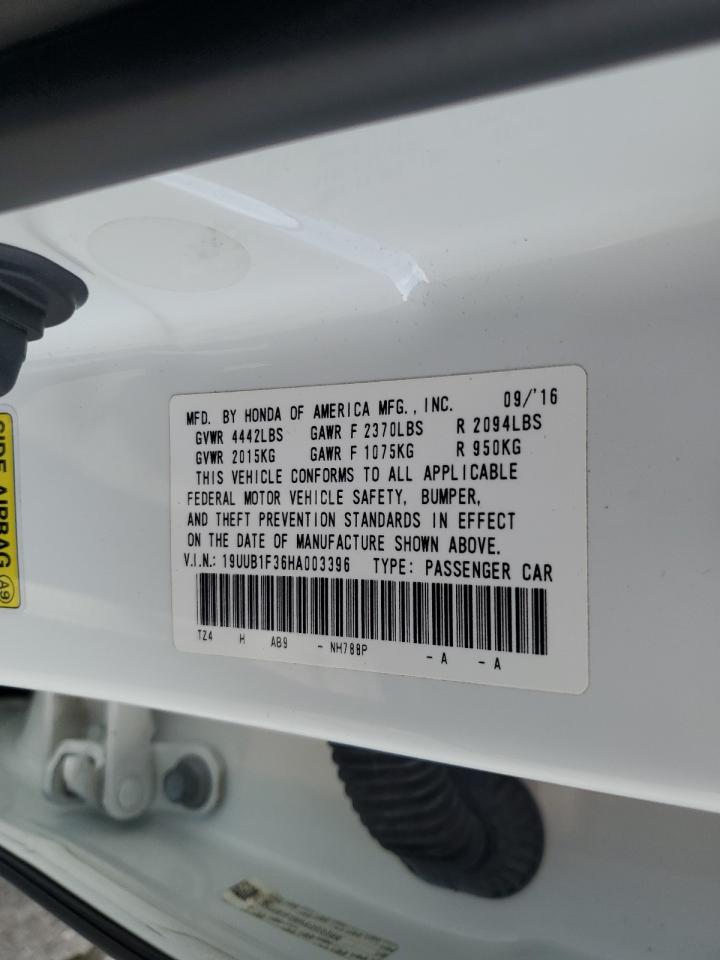 MFD. BY HONDA OF AMERICA MFG., INC. 09/'16
GVWR 4442LBS GAWR F 2370LBS R 2094LBS
GVWR 2015KG GAWR F 1075KG R 950KG
THIS VEHICLE CONFORMS TO ALL APPLICABLE
FEDERAL MOTOR VEHICLE SAFETY, BUMPER,
AND THEFT PREVENTION STANDARDS IN EFFECT
ON THE DATE OF MANUFACTURE SHOWN ABOVE.
V.I.N.: 19UUB1F36HA003396 TYPE: PASSENGER CAR
TZ4 H AB9 - NH788P - A - A
SIDE AIRBAG A9